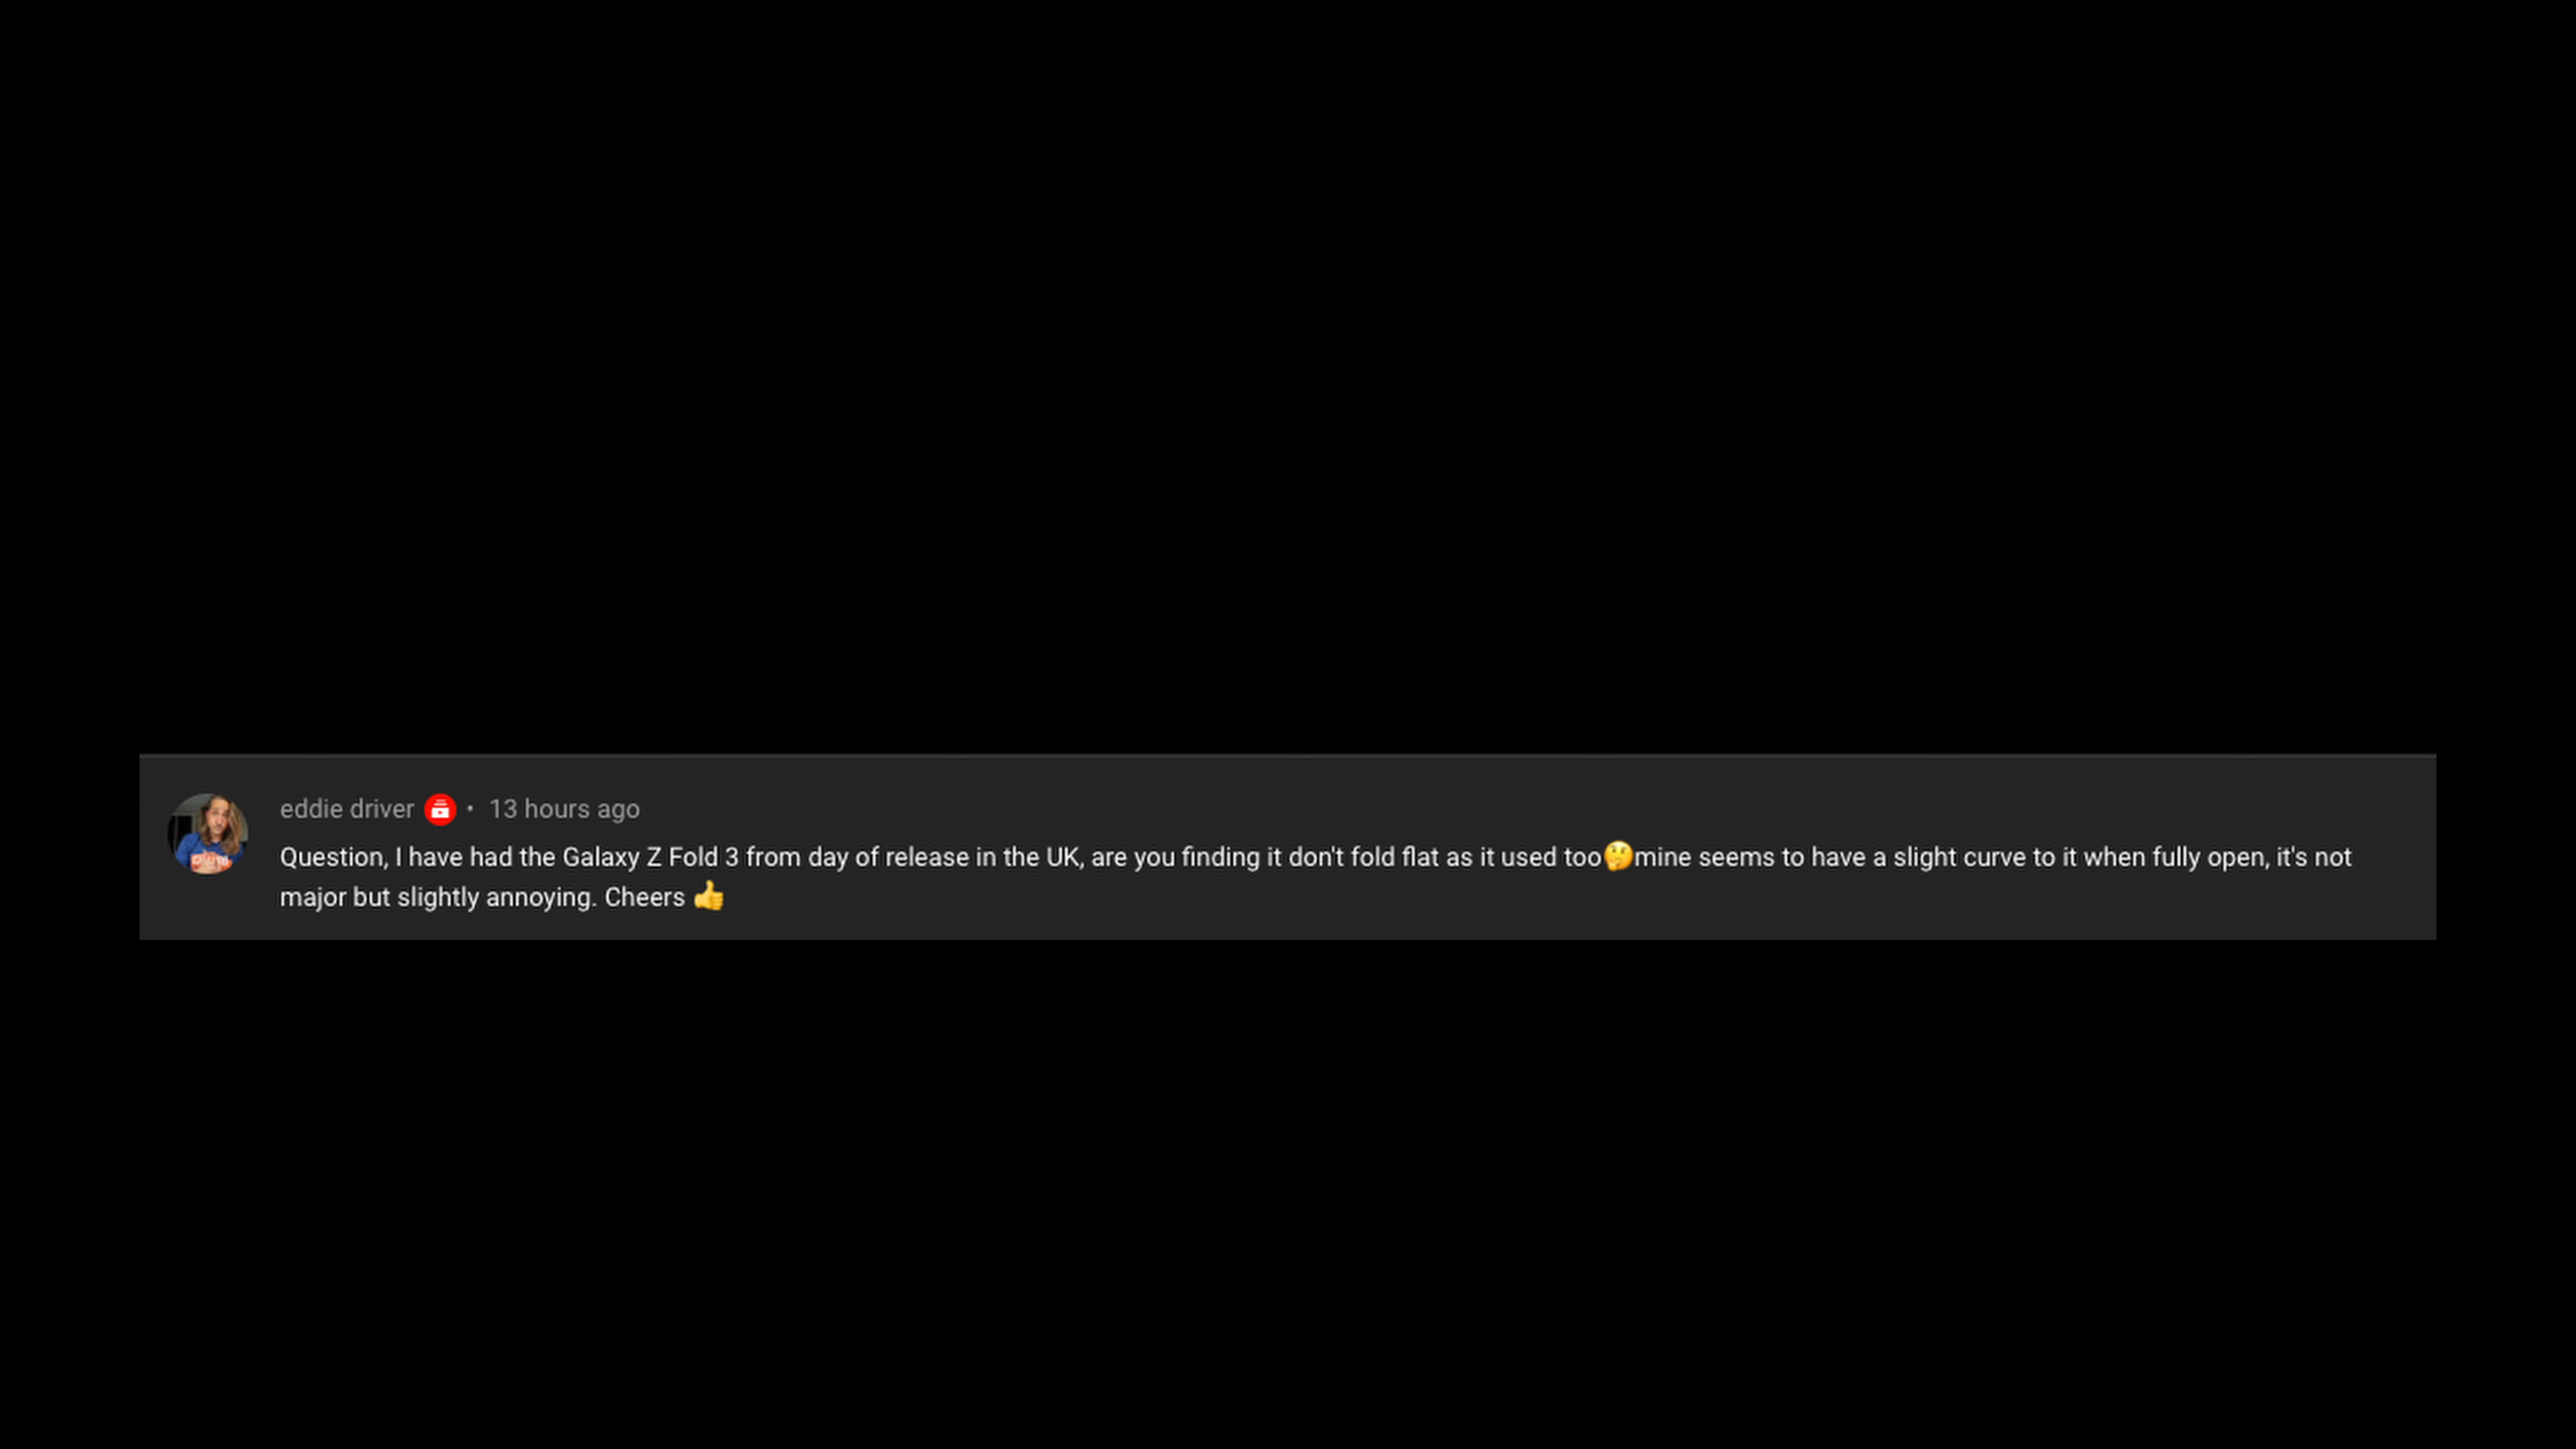 eddie driver • 13 hours ago
Question, I have had the Galaxy Z Fold 3 from day of release in the UK, are you finding it don't fold flat as it used too🤔mine seems to have a slight curve to it when fully open, it's not
major but slightly annoying. Cheers 👍